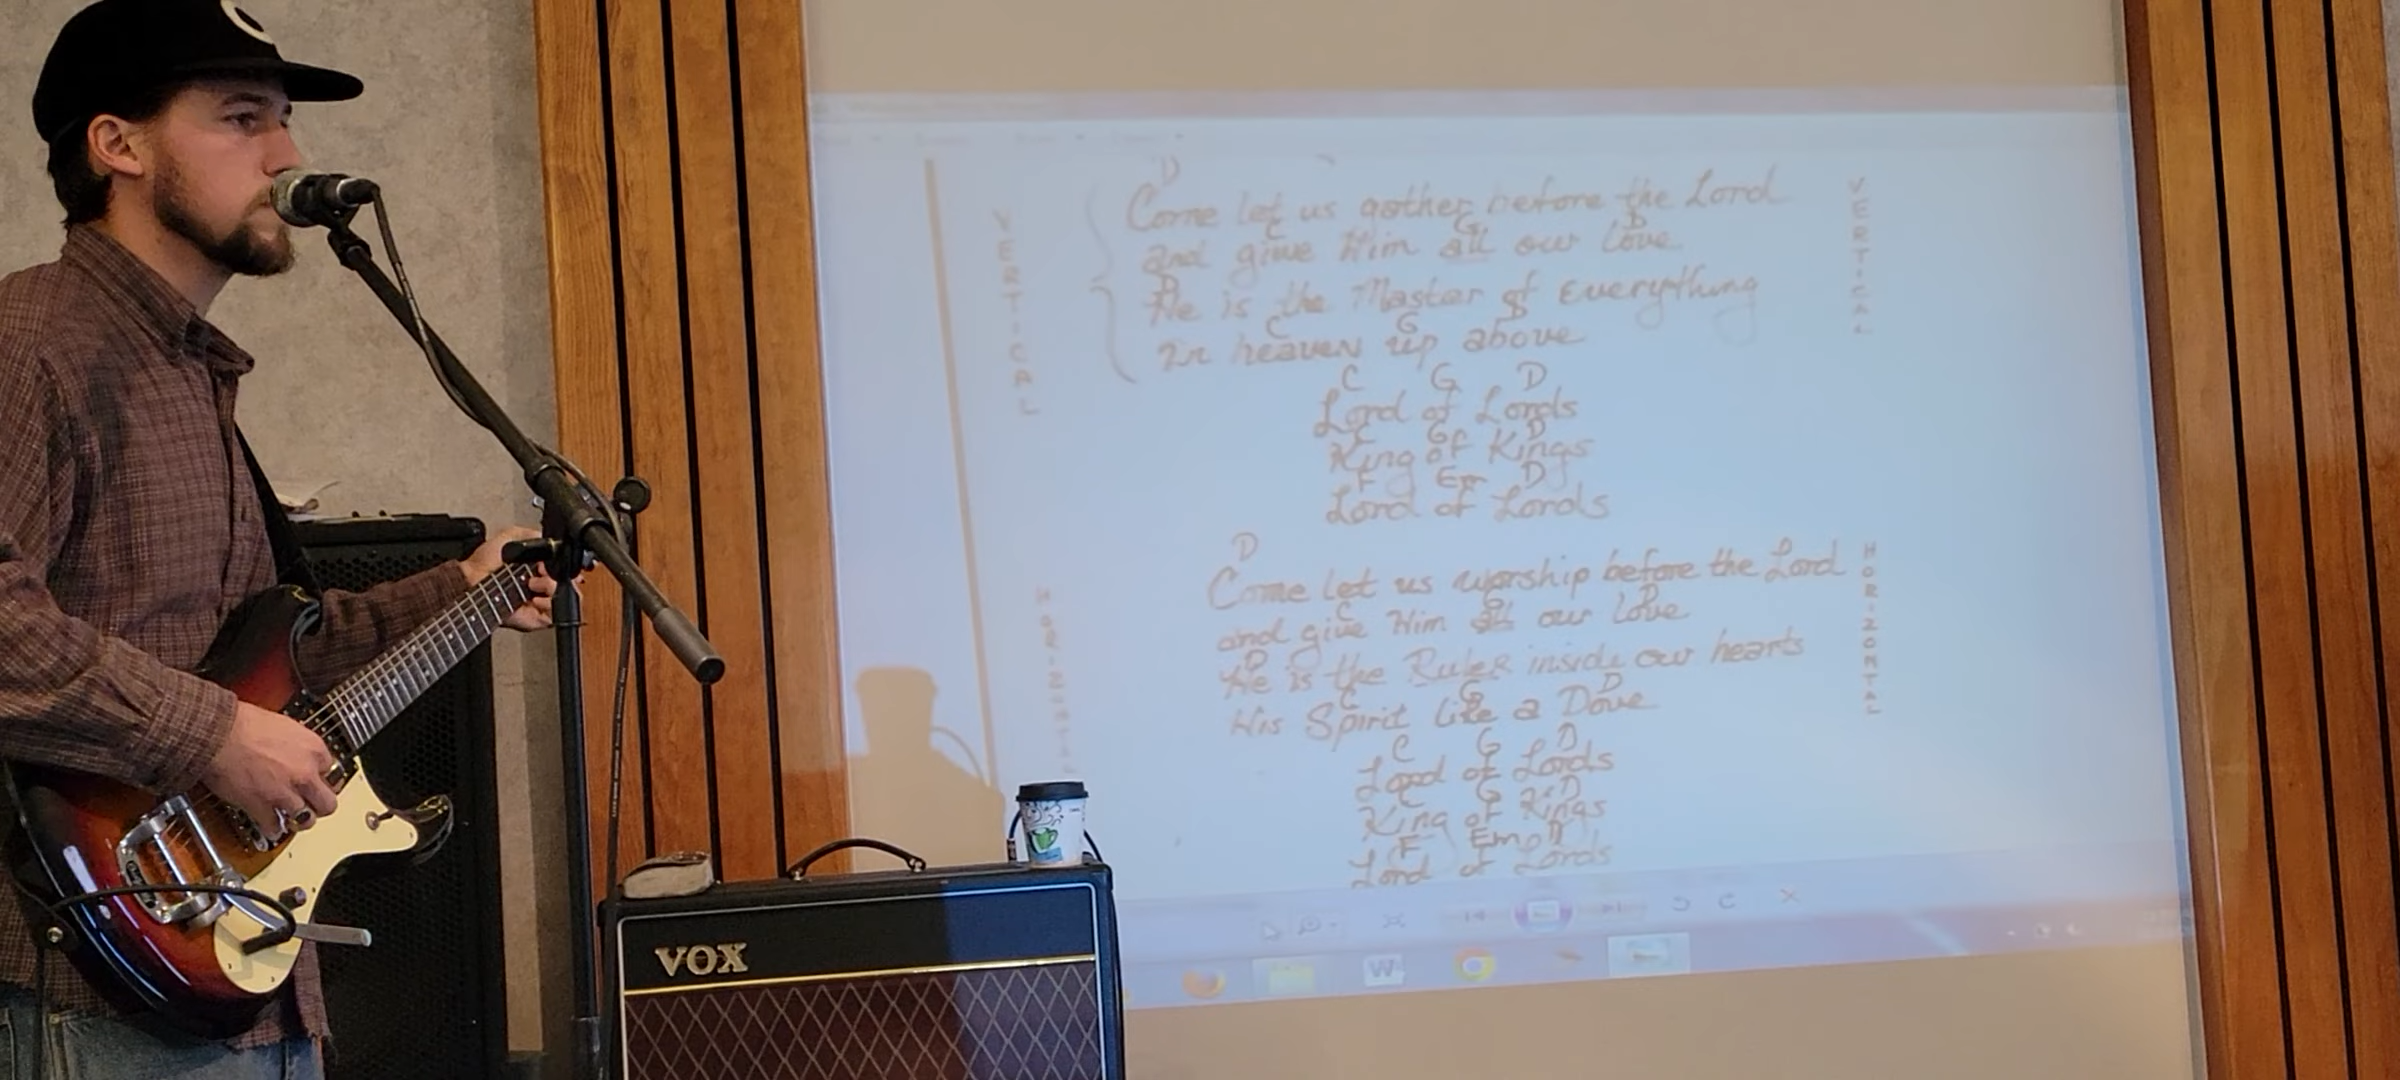 D
Come let us gather before the Lord
C G D
and give Him all our love
D
He is the Master of Everything
C G D
In heaven up above
C G D
Lord of Lords
C G D
King of Kings
F Em D
Lord of Lords
D
Come let us worship before the Lord
C G D
and give Him all our love
D
He is the Ruler inside our hearts
C G D
His Spirit like a Dove
C G D
Lord of Lords
C G D
King of Kings
F Em D
Lord of Lords
VERTICAL
VERTICAL
HORIZONTAL
HORIZONTAL
VOX
W